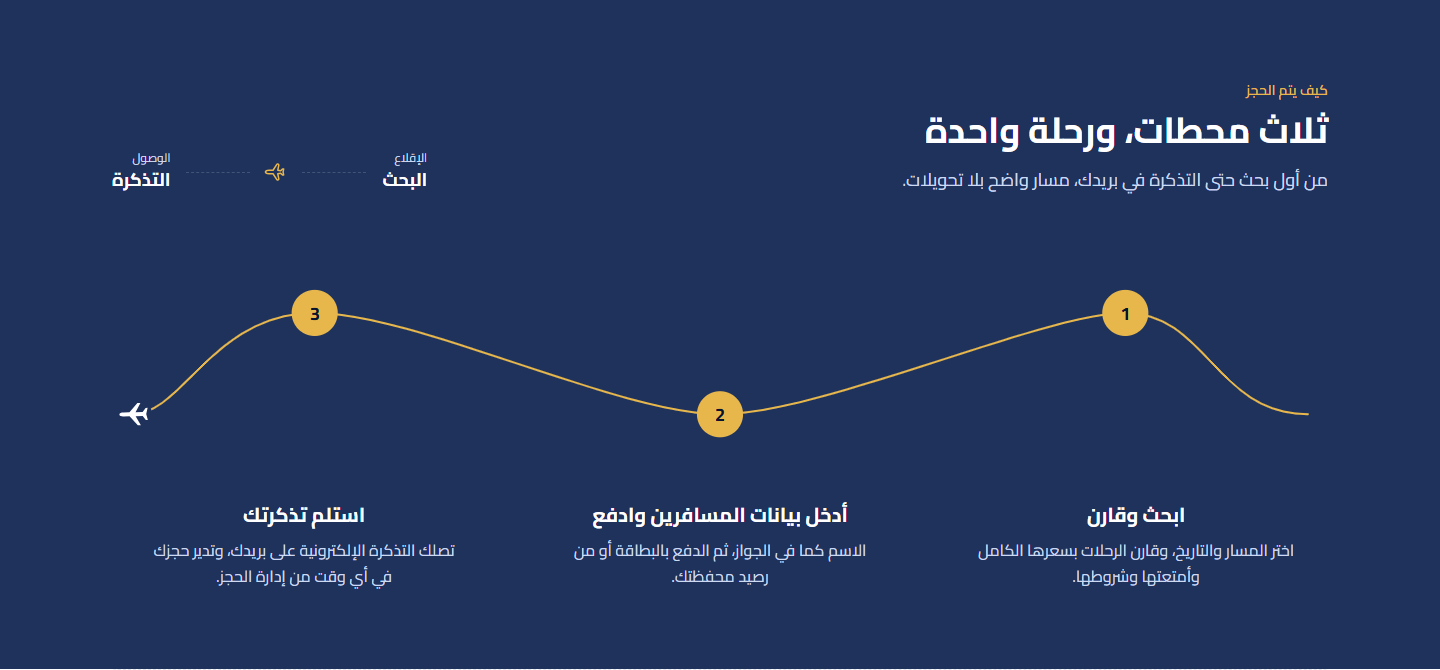 كيف يتم الحجز
ثلاث محطات، ورحلة واحدة
من أول بحث حتى التذكرة في بريدك، مسار واضح بلا تحويلات.
الإقلاع
البحث
الوصول
التذكرة
1
2
3
ابحث وقارن
اختر المسار والتاريخ، وقارن الرحلات بسعرها الكامل
وأمتعتها وشروطها.
أدخل بيانات المسافرين وادفع
الاسم كما في الجواز، ثم الدفع بالبطاقة أو من
رصيد محفظتك.
استلم تذكرتك
تصلك التذكرة الإلكترونية على بريدك، وتدير حجزك
في أي وقت من إدارة الحجز.